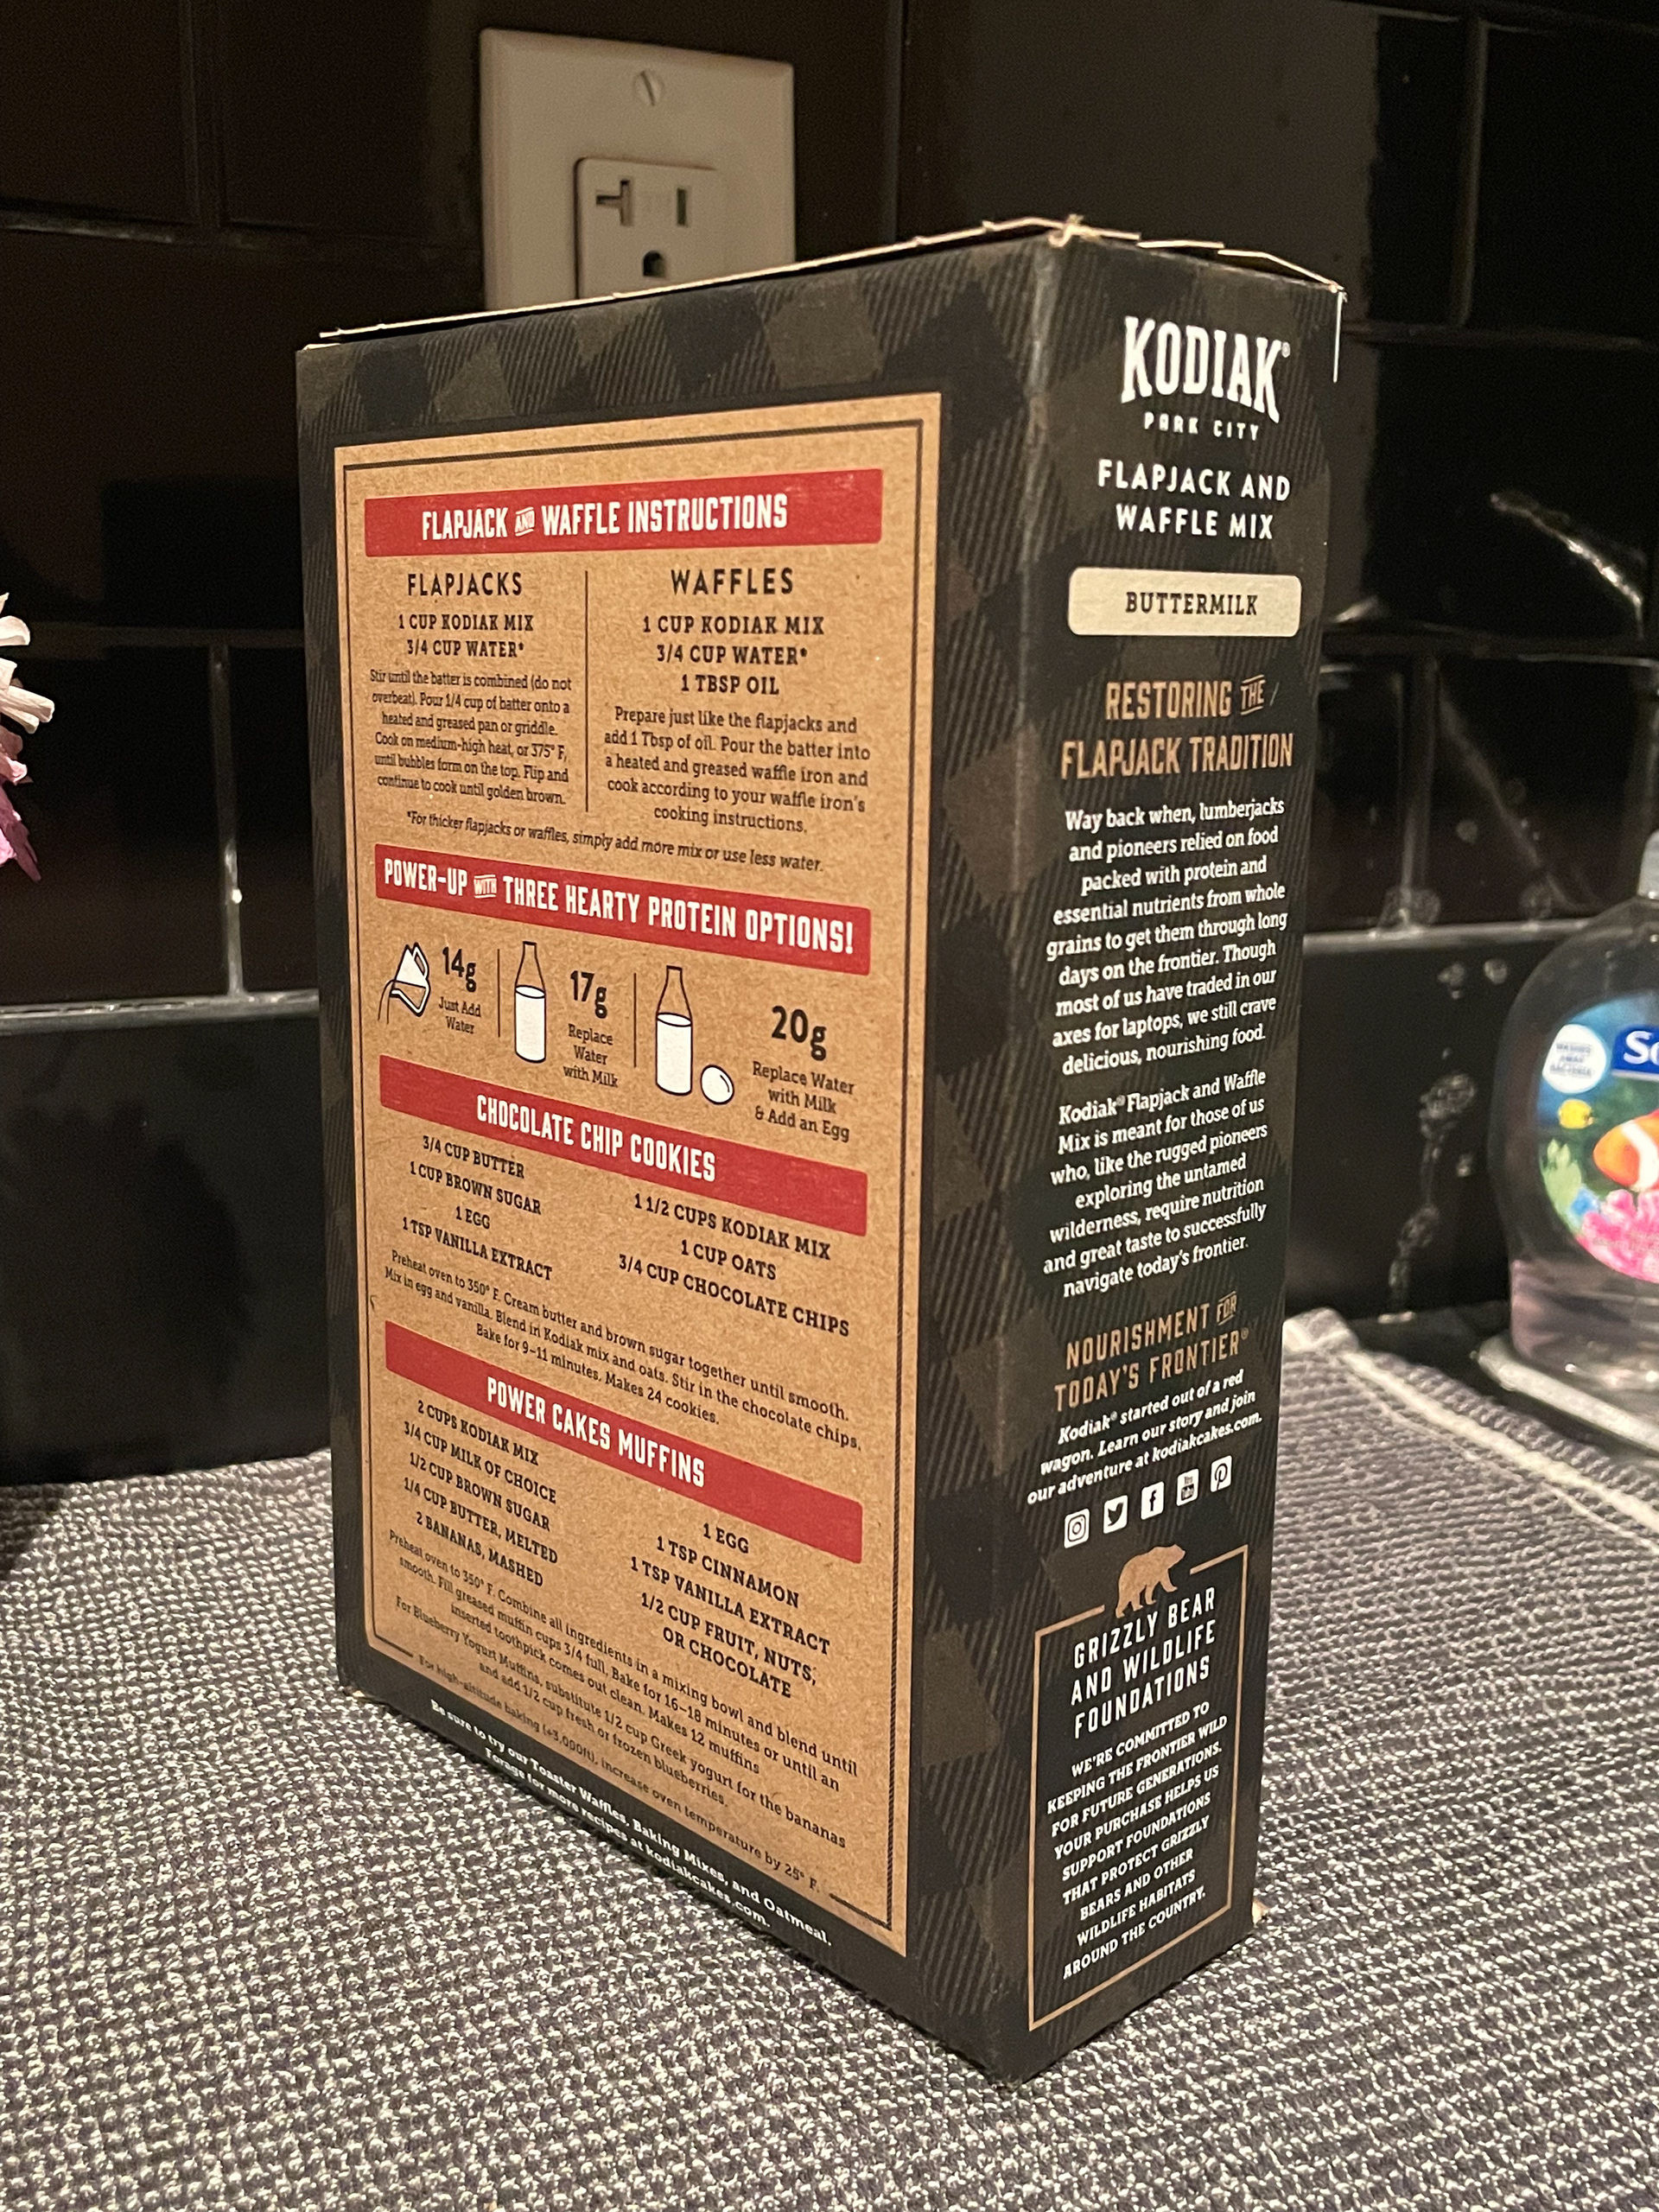 FLAPJACK AND WAFFLE INSTRUCTIONS
FLAPJACKS
1 CUP KODIAK MIX
3/4 CUP WATER*
Stir until the batter is combined (do not
overbeat). Pour 1/4 cup of batter onto a
heated and greased pan or griddle.
Cook on medium-high heat, or 375° F,
until bubbles form on the top. Flip and
continue to cook until golden brown.
WAFFLES
1 CUP KODIAK MIX
3/4 CUP WATER*
1 TBSP OIL
Prepare just like the flapjacks and
add 1 Tbsp of oil. Pour the batter into
a heated and greased waffle iron and
cook according to your waffle iron's
cooking instructions.
*For thicker flapjacks or waffles, simply add more mix or use less water.
POWER-UP WITH THREE HEARTY PROTEIN OPTIONS!
14g
Just Add
Water
17g
Replace
Water
with Milk
20g
Replace Water
with Milk
& Add an Egg
CHOCOLATE CHIP COOKIES
3/4 CUP BUTTER
1 CUP BROWN SUGAR
1 EGG
1 TSP VANILLA EXTRACT
1 1/2 CUPS KODIAK MIX
1 CUP OATS
3/4 CUP CHOCOLATE CHIPS
Preheat oven to 350° F. Cream butter and brown sugar together until smooth.
Mix in egg and vanilla. Blend in Kodiak mix and oats. Stir in the chocolate chips.
Bake for 9-11 minutes. Makes 24 cookies.
POWER CAKES MUFFINS
2 CUPS KODIAK MIX
3/4 CUP MILK OF CHOICE
1/2 CUP BROWN SUGAR
1/4 CUP BUTTER, MELTED
2 BANANAS, MASHED
1 EGG
1 TSP CINNAMON
1 TSP VANILLA EXTRACT
1/2 CUP FRUIT, NUTS,
OR CHOCOLATE
Preheat oven to 350° F. Combine all ingredients in a mixing bowl and blend until
smooth. Fill greased muffin cups 3/4 full. Bake for 16-18 minutes or until an
inserted toothpick comes out clean. Makes 12 muffins
For Blueberry Yogurt Muffins, substitute 1/2 cup Greek yogurt for the bananas
and add 1/2 cup fresh or frozen blueberries.
For high-altitude baking (+3,000ft), increase oven temperature by 25° F.
Be sure to try our Toaster Waffles, Baking Mixes, and Oatmeal.
Forage for more recipes at kodiakcakes.com.
KODIAK®
PARK CITY
FLAPJACK AND
WAFFLE MIX
BUTTERMILK
RESTORING THE
FLAPJACK TRADITION
Way back when, lumberjacks
and pioneers relied on food
packed with protein and
essential nutrients from whole
grains to get them through long
days on the frontier. Though
most of us have traded in our
axes for laptops, we still crave
delicious, nourishing food.
Kodiak® Flapjack and Waffle
Mix is meant for those of us
who, like the rugged pioneers
exploring the untamed
wilderness, require nutrition
and great taste to successfully
navigate today's frontier.
NOURISHMENT FOR
TODAY'S FRONTIER®
Kodiak® started out of a red
wagon. Learn our story and join
our adventure at kodiakcakes.com.
GRIZZLY BEAR
AND WILDLIFE
FOUNDATIONS
WE'RE COMMITTED TO
KEEPING THE FRONTIER WILD
FOR FUTURE GENERATIONS.
YOUR PURCHASE HELPS US
SUPPORT FOUNDATIONS
THAT PROTECT GRIZZLY
BEARS AND OTHER
WILDLIFE HABITATS
AROUND THE COUNTRY.